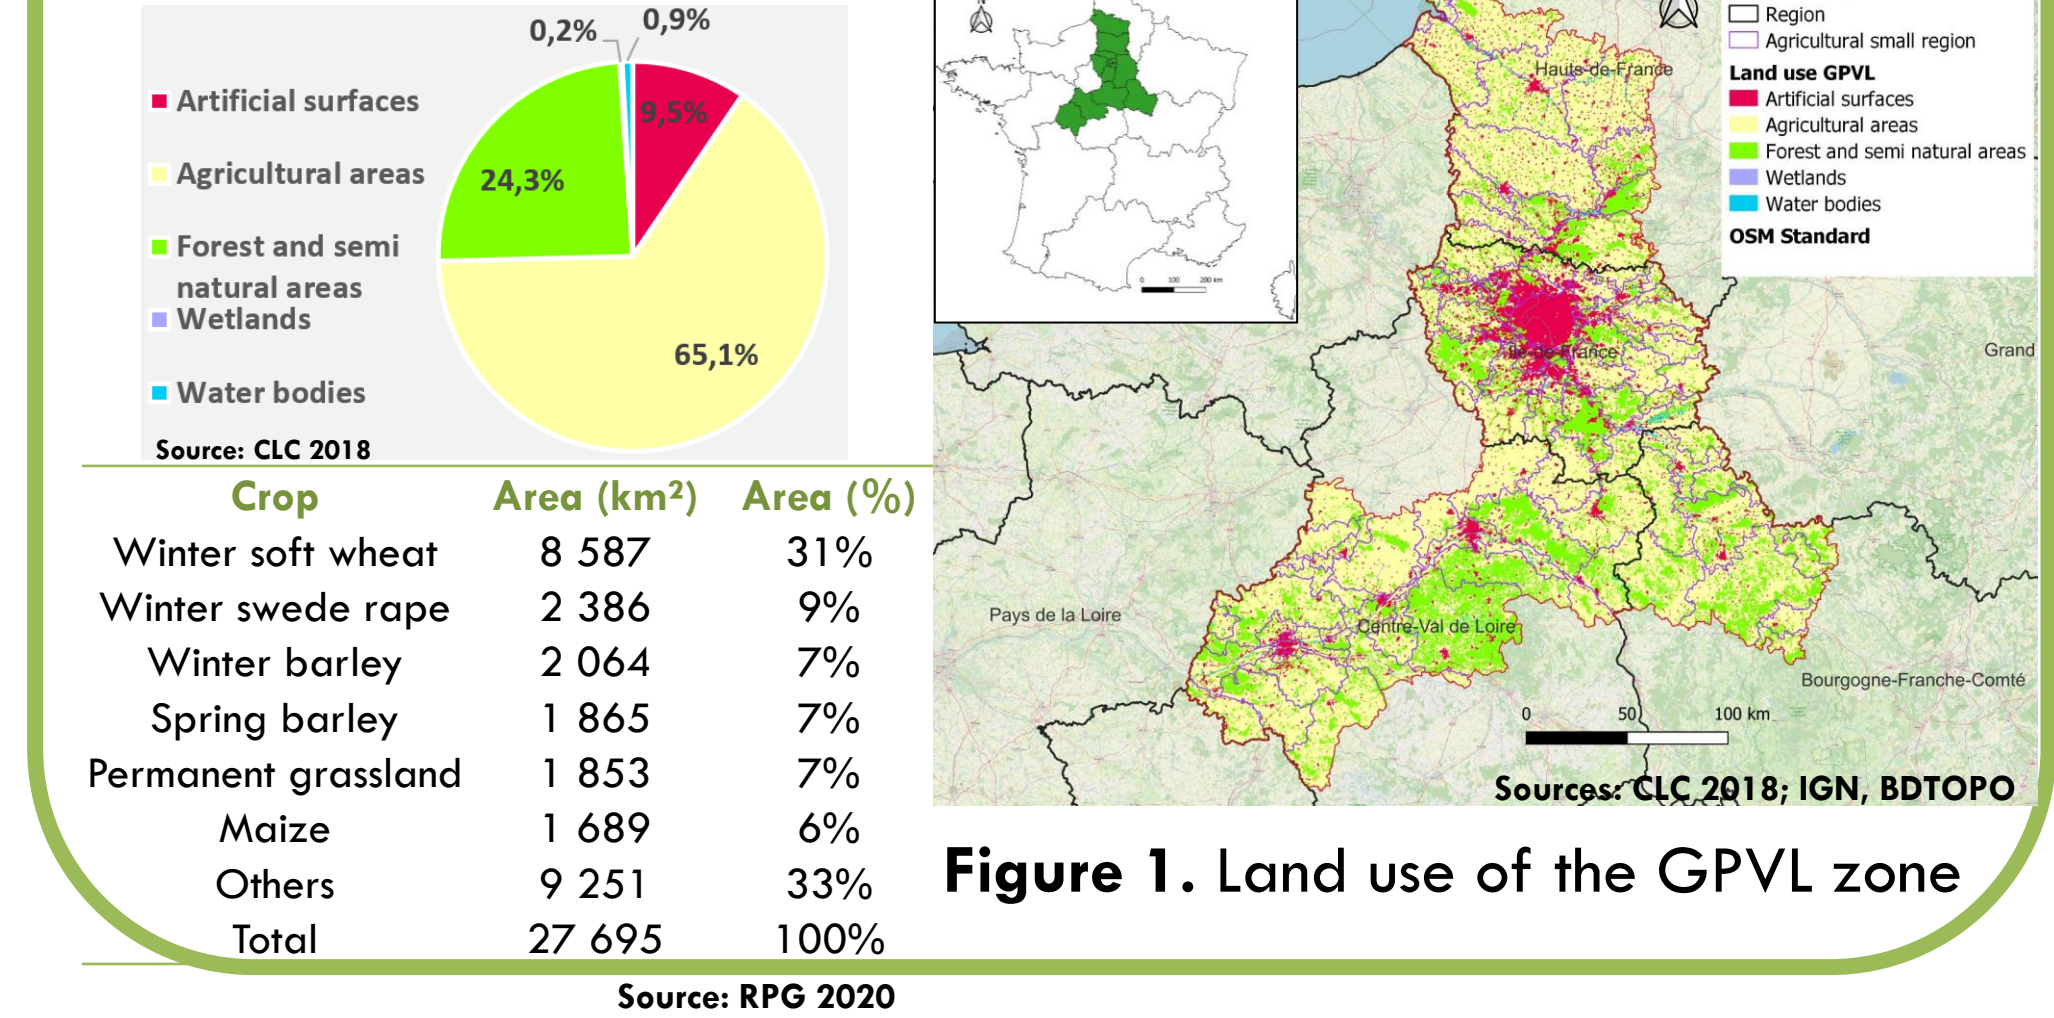 0,2%
0,9%
9,5%
24,3%
65,1%
Artificial surfaces
Agricultural areas
Forest and semi
natural areas
Wetlands
Water bodies
Source: CLC 2018
Crop Area (km²) Area (%)
Winter soft wheat 8 587 31%
Winter swede rape 2 386 9%
Winter barley 2 064 7%
Spring barley 1 865 7%
Permanent grassland 1 853 7%
Maize 1 689 6%
Others 9 251 33%
Total 27 695 100%
Source: RPG 2020
0 100 200 km
Region
Agricultural small region
Land use GPVL
Artificial surfaces
Agricultural areas
Forest and semi natural areas
Wetlands
Water bodies
OSM Standard
Hauts-de-France
Île-de-France
Grand
Pays de la Loire
Centre-Val de Loire
Bourgogne-Franche-Comté
0 50 100 km
Sources: CLC 2018; IGN, BDTOPO
Figure 1. Land use of the GPVL zone